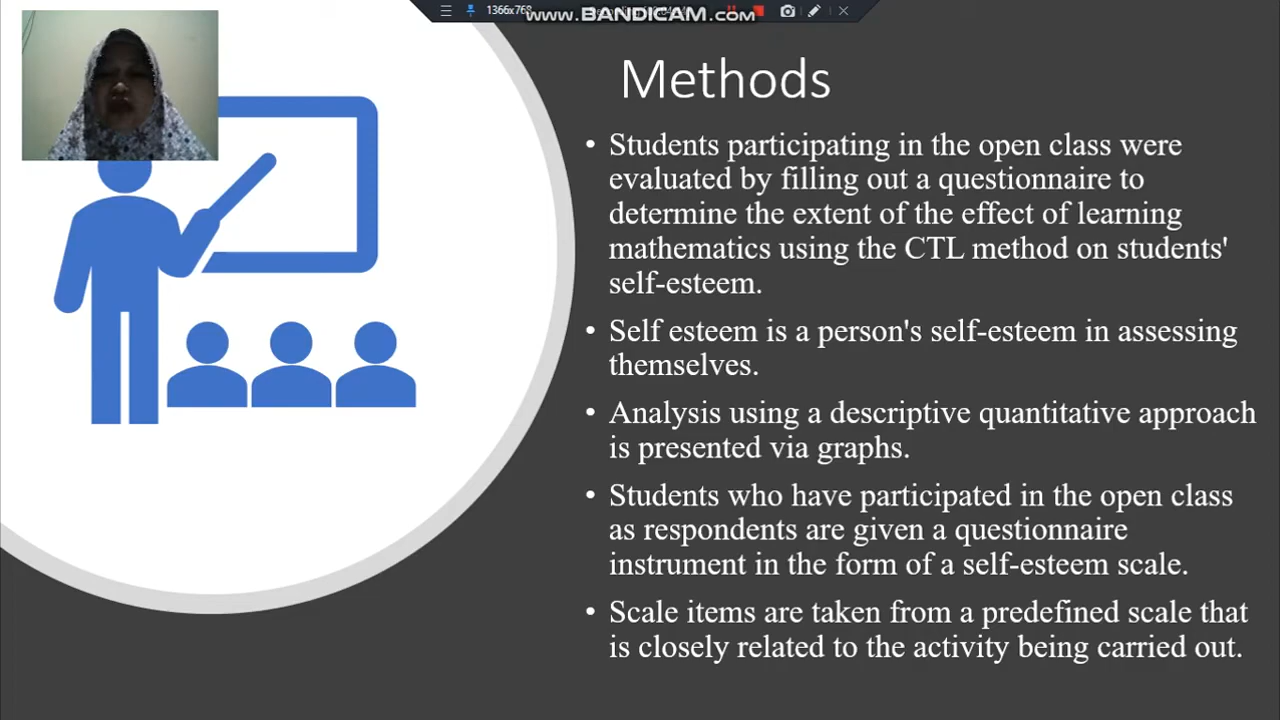 1366x768
www.BANDICAM.com
Methods
• Students participating in the open class were
evaluated by filling out a questionnaire to
determine the extent of the effect of learning
mathematics using the CTL method on students'
self-esteem.
• Self esteem is a person's self-esteem in assessing
themselves.
• Analysis using a descriptive quantitative approach
is presented via graphs.
• Students who have participated in the open class
as respondents are given a questionnaire
instrument in the form of a self-esteem scale.
• Scale items are taken from a predefined scale that
is closely related to the activity being carried out.